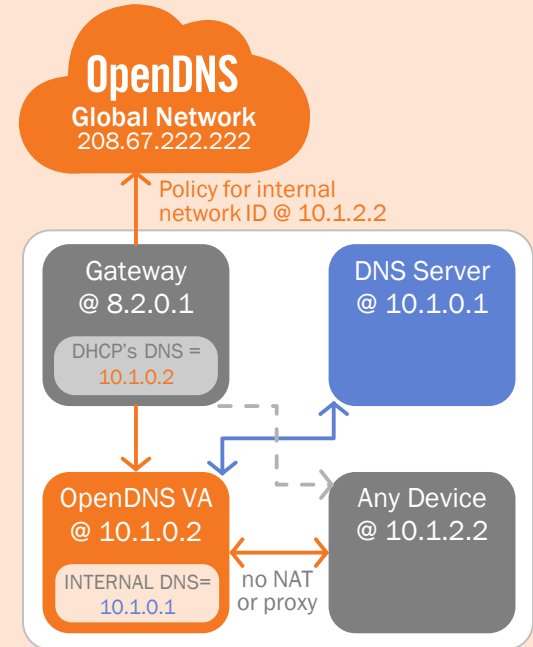 OpenDNS
Global Network
208.67.222.222
Policy for internal
network ID @ 10.1.2.2
Gateway
@ 8.2.0.1
DHCP's DNS =
10.1.0.2
DNS Server
@ 10.1.0.1
OpenDNS VA
@ 10.1.0.2
INTERNAL DNS=
10.1.0.1
no NAT
or proxy
Any Device
@ 10.1.2.2